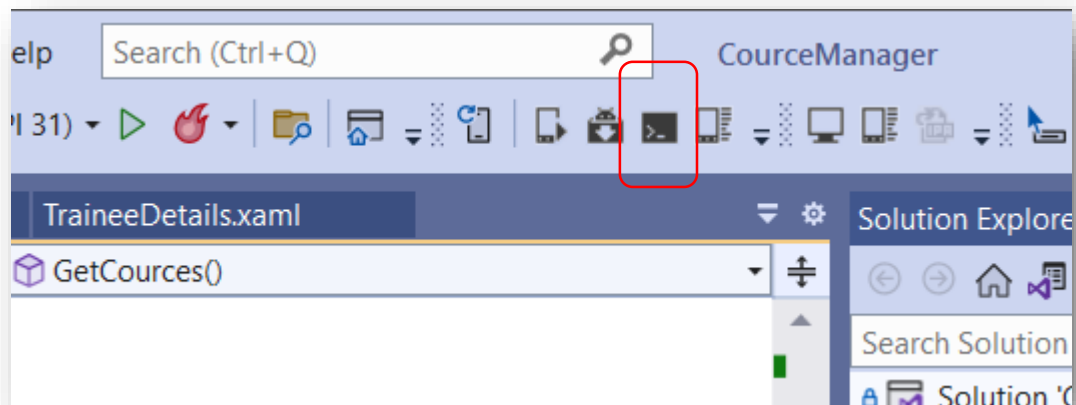 elp Search (Ctrl+Q) CourceManager
PI 31)
TraineeDetails.xaml Solution Explore
GetCources()
Search Solution
Solution 'C